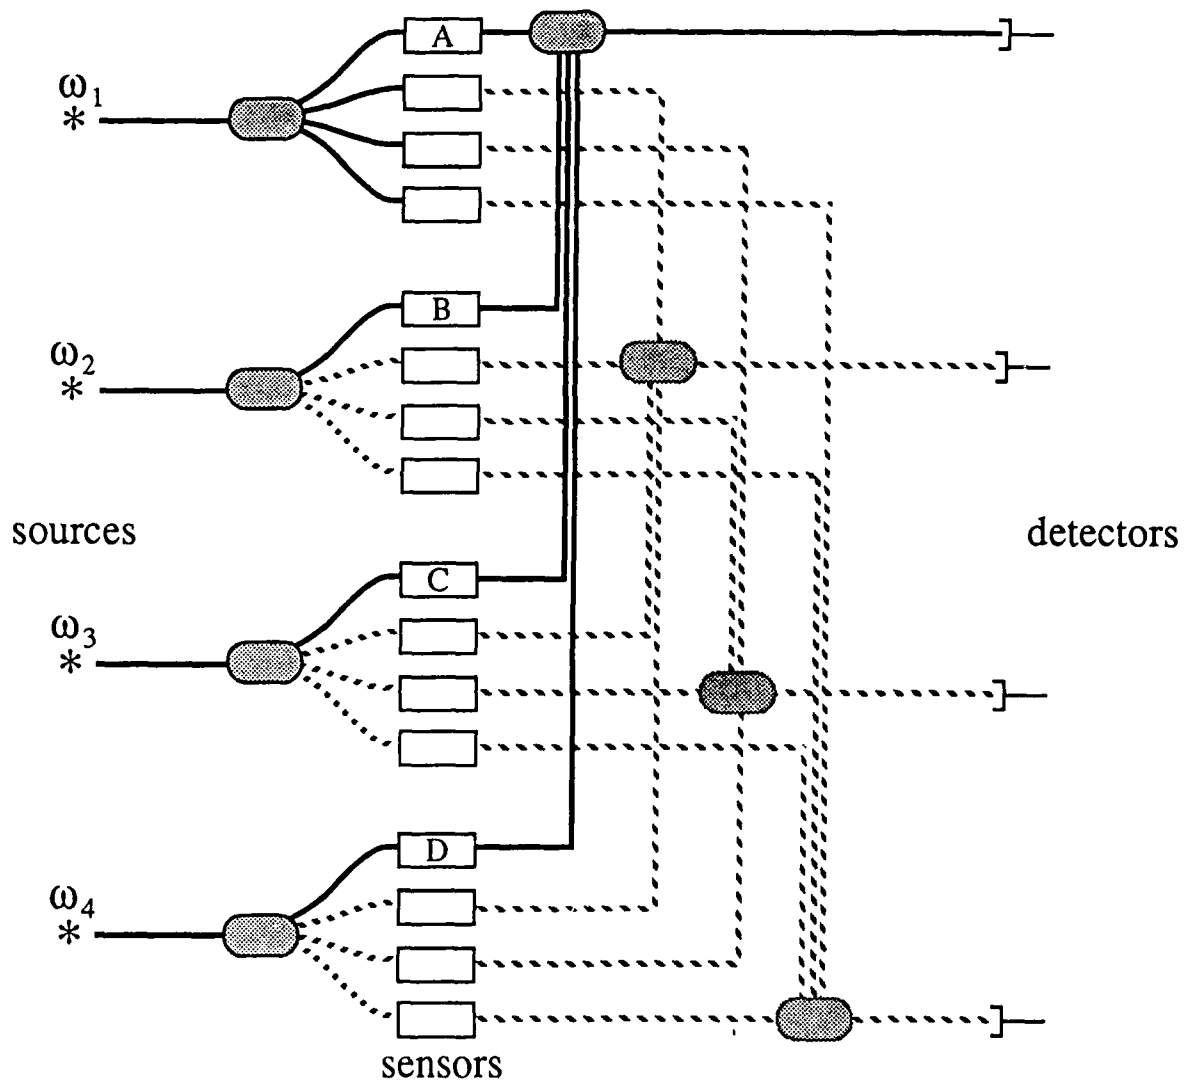 A
ω1
*
B
ω2
*
sources
detectors
C
ω3
*
D
ω4
*
sensors